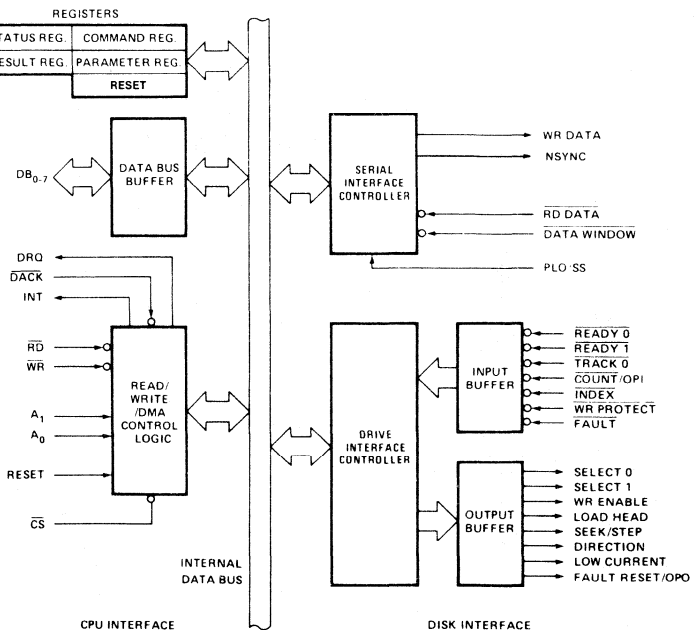 REGISTERS
TATUS REG. COMMAND REG.
ESULT REG. PARAMETER REG.
RESET
DB0-7
DATA BUS
BUFFER
DRQ
DACK
INT
RD
WR
A1
A0
RESET
CS
READ/
WRITE
/DMA
CONTROL
LOGIC
INTERNAL
DATA BUS
CPU INTERFACE
SERIAL
INTERFACE
CONTROLLER
WR DATA
NSYNC
RD DATA
DATA WINDOW
PLO/SS
DRIVE
INTERFACE
CONTROLLER
INPUT
BUFFER
READY 0
READY 1
TRACK 0
COUNT/OPI
INDEX
WR PROTECT
FAULT
OUTPUT
BUFFER
SELECT 0
SELECT 1
WR ENABLE
LOAD HEAD
SEEK/STEP
DIRECTION
LOW CURRENT
FAULT RESET/OPO
DISK INTERFACE